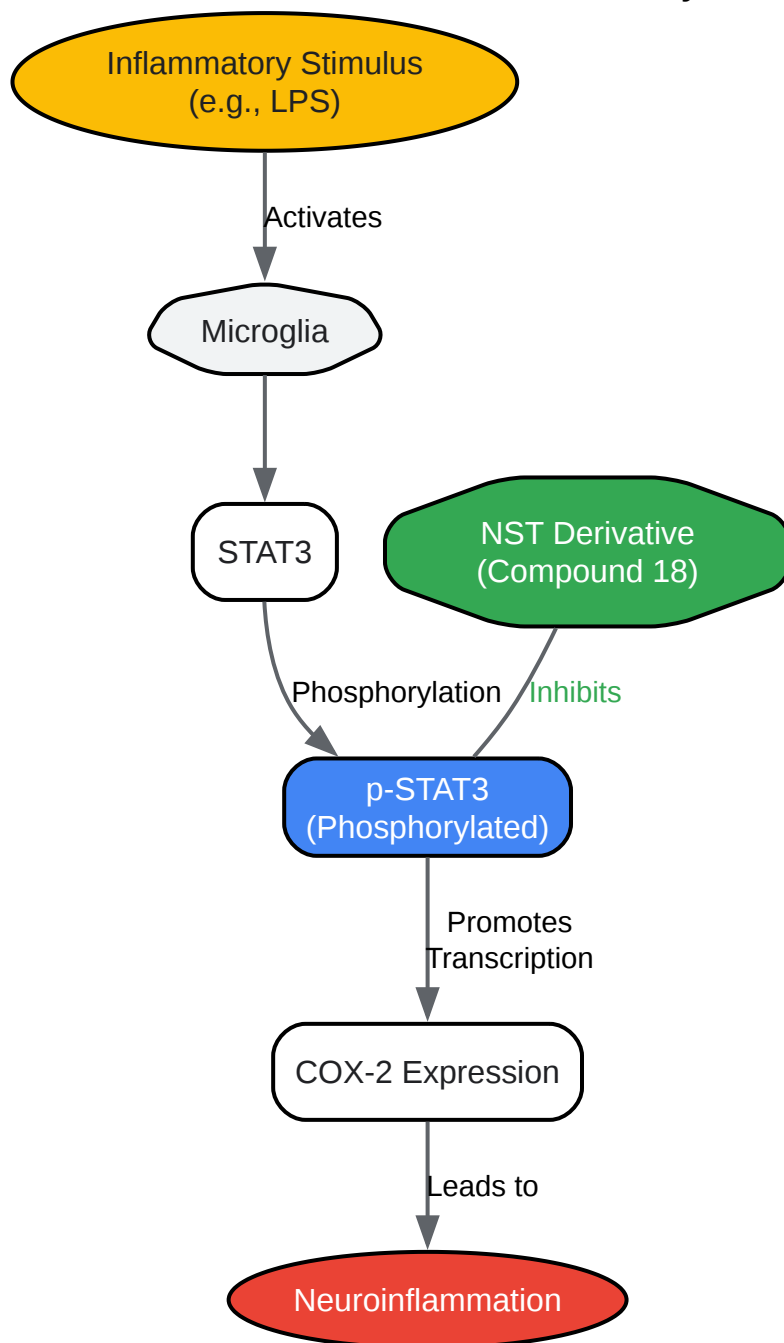 Inflammatory Stimulus
(e.g., LPS)
Activates
Microglia
STAT3
NST Derivative
(Compound 18)
Phosphorylation
Inhibits
p-STAT3
(Phosphorylated)
Promotes
Transcription
COX-2 Expression
Leads to
Neuroinflammation